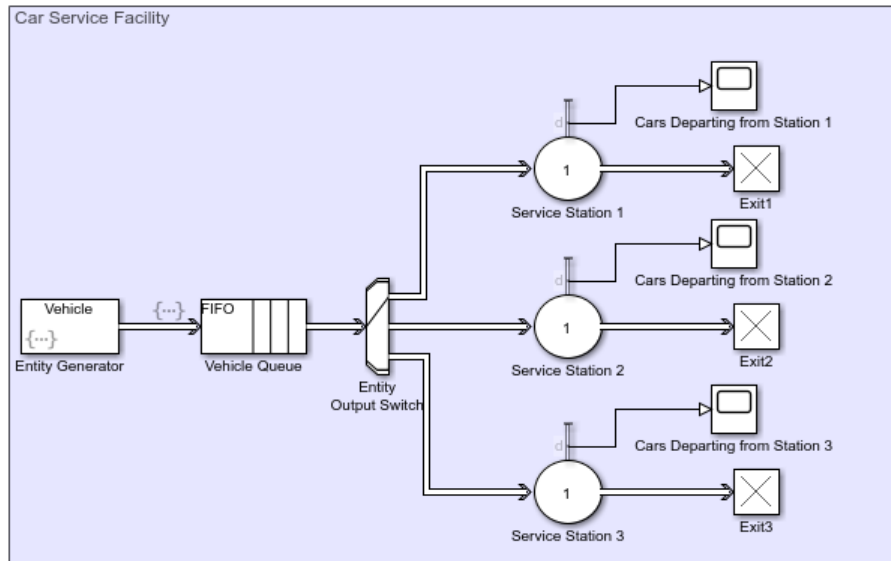 Car Service Facility
d
Cars Departing from Station 1
1
Service Station 1
Exit1
d
Cars Departing from Station 2
Vehicle
{...}
Entity Generator
{...}
FIFO
Vehicle Queue
Entity
Output Switch
1
Service Station 2
Exit2
d
Cars Departing from Station 3
1
Service Station 3
Exit3